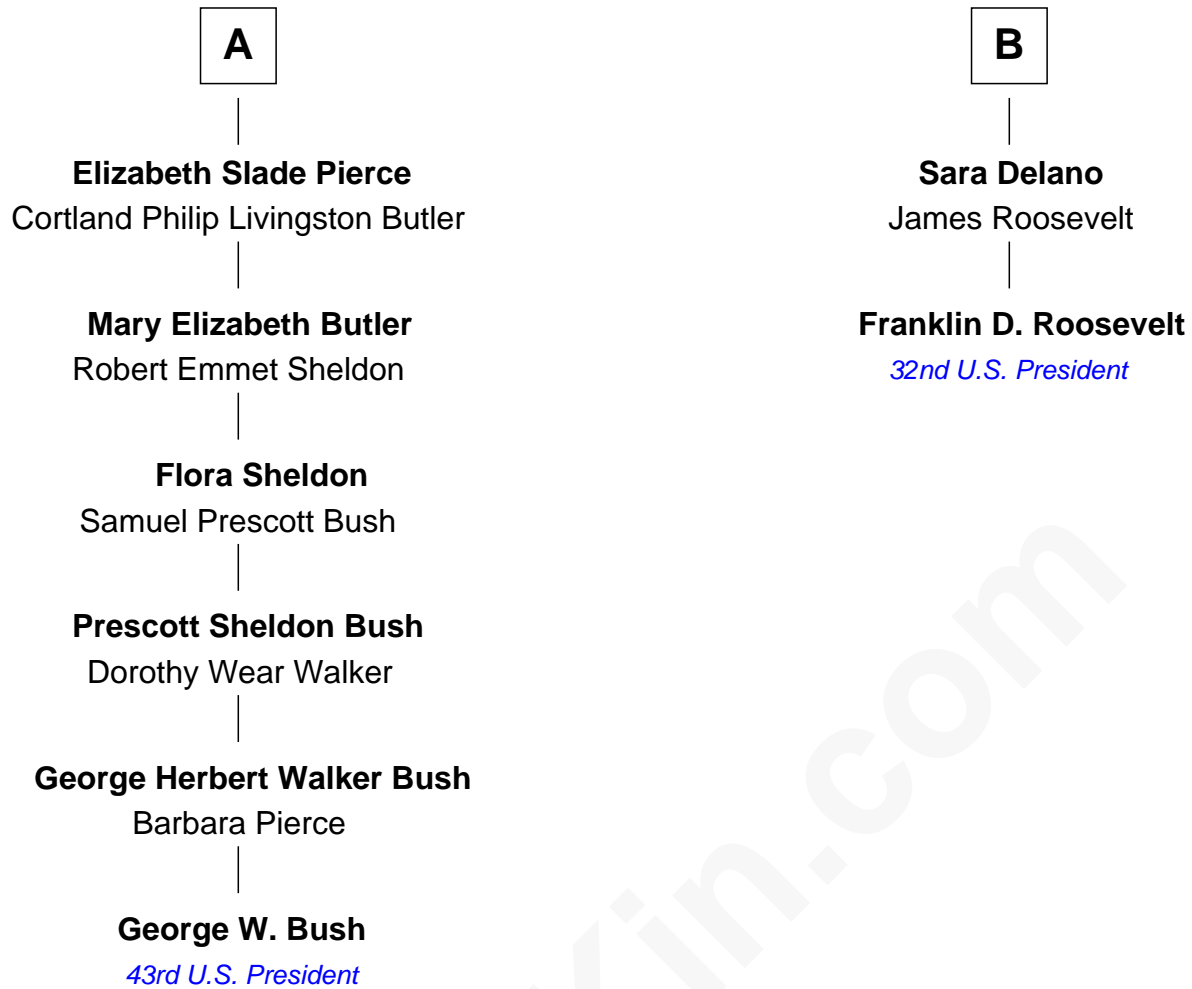 A
Elizabeth Slade Pierce
Cortland Philip Livingston Butler
Mary Elizabeth Butler
Robert Emmet Sheldon
Flora Sheldon
Samuel Prescott Bush
Prescott Sheldon Bush
Dorothy Wear Walker
George Herbert Walker Bush
Barbara Pierce
George W. Bush
43rd U.S. President
B
Sara Delano
James Roosevelt
Franklin D. Roosevelt
32nd U.S. President
in.com